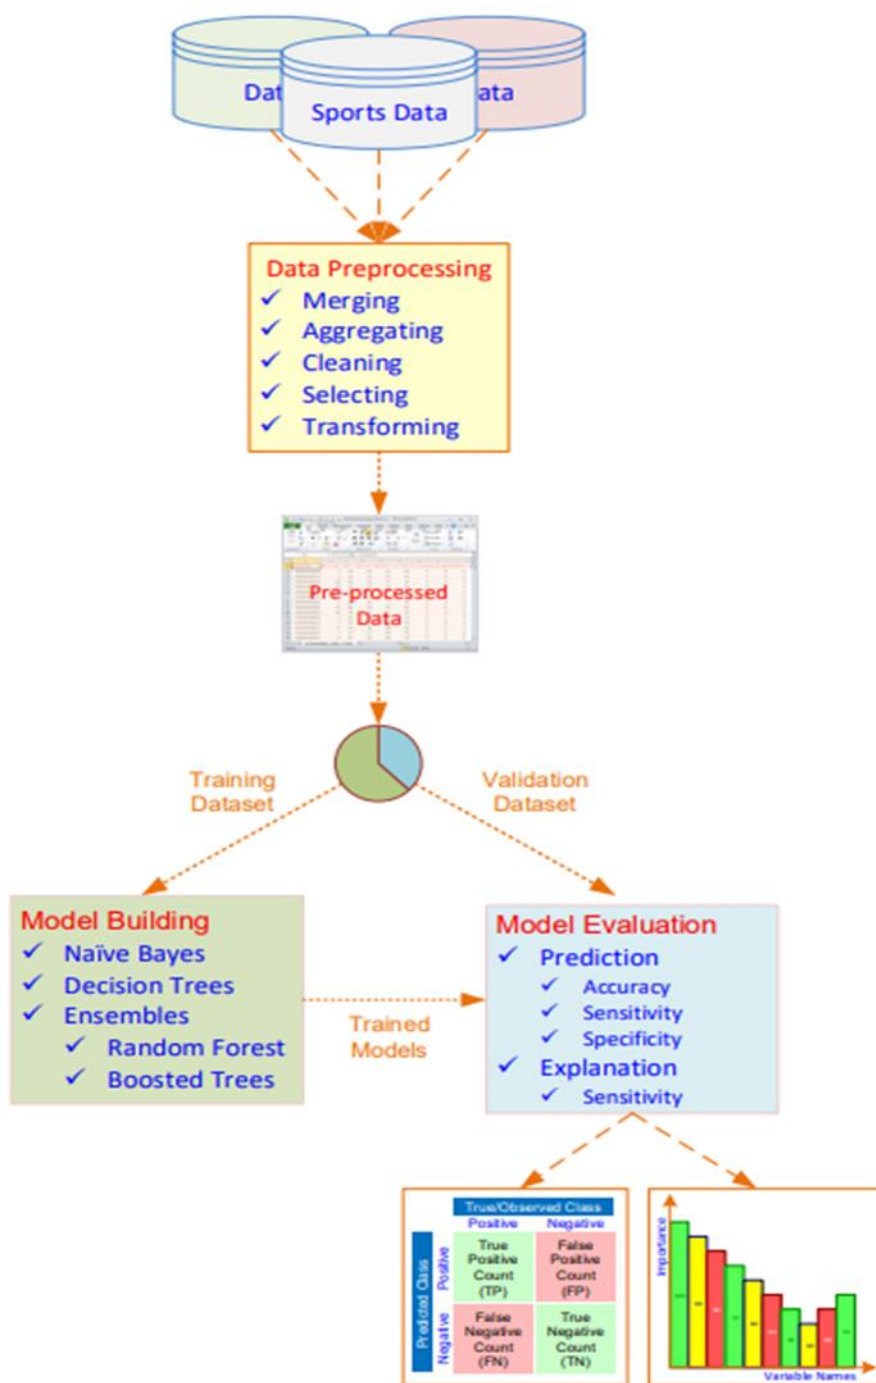 Dat
Sports Data
ata
Data Preprocessing
✓ Merging
✓ Aggregating
✓ Cleaning
✓ Selecting
✓ Transforming
Pre-processed
Data
Training
Dataset
Validation
Dataset
Model Building
✓ Naïve Bayes
✓ Decision Trees
✓ Ensembles
✓ Random Forest
✓ Boosted Trees
Trained
Models
Model Evaluation
✓ Prediction
✓ Accuracy
✓ Sensitivity
✓ Specificity
✓ Explanation
✓ Sensitivity
True/Observed Class
Positive Negative
Predicted Class
Positive
True
Positive
Count
(TP)
False
Positive
Count
(FP)
Negative
False
Negative
Count
(FN)
True
Negative
Count
(TN)
Importance
Variable Names